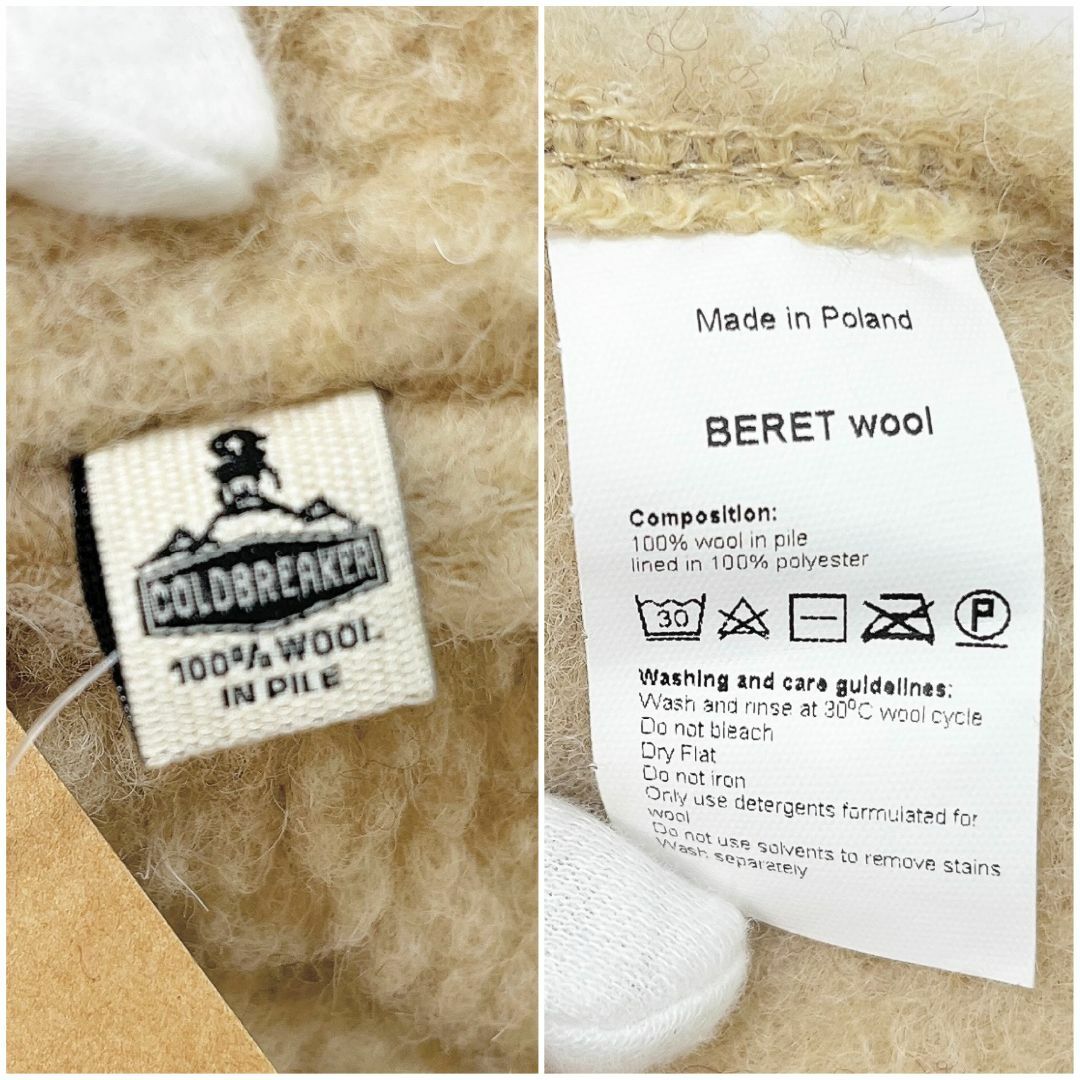 COLDBREAKER
100% WOOL
IN PILE
Made in Poland
BERET wool
Composition:
100% wool in pile
lined in 100% polyester
30
P
Washing and care guidelines:
Wash and rinse at 30ºC wool cycle
Do not bleach
Dry Flat
Do not iron
Only use detergents formulated for
wool
Do not use solvents to remove stains
Wash separately